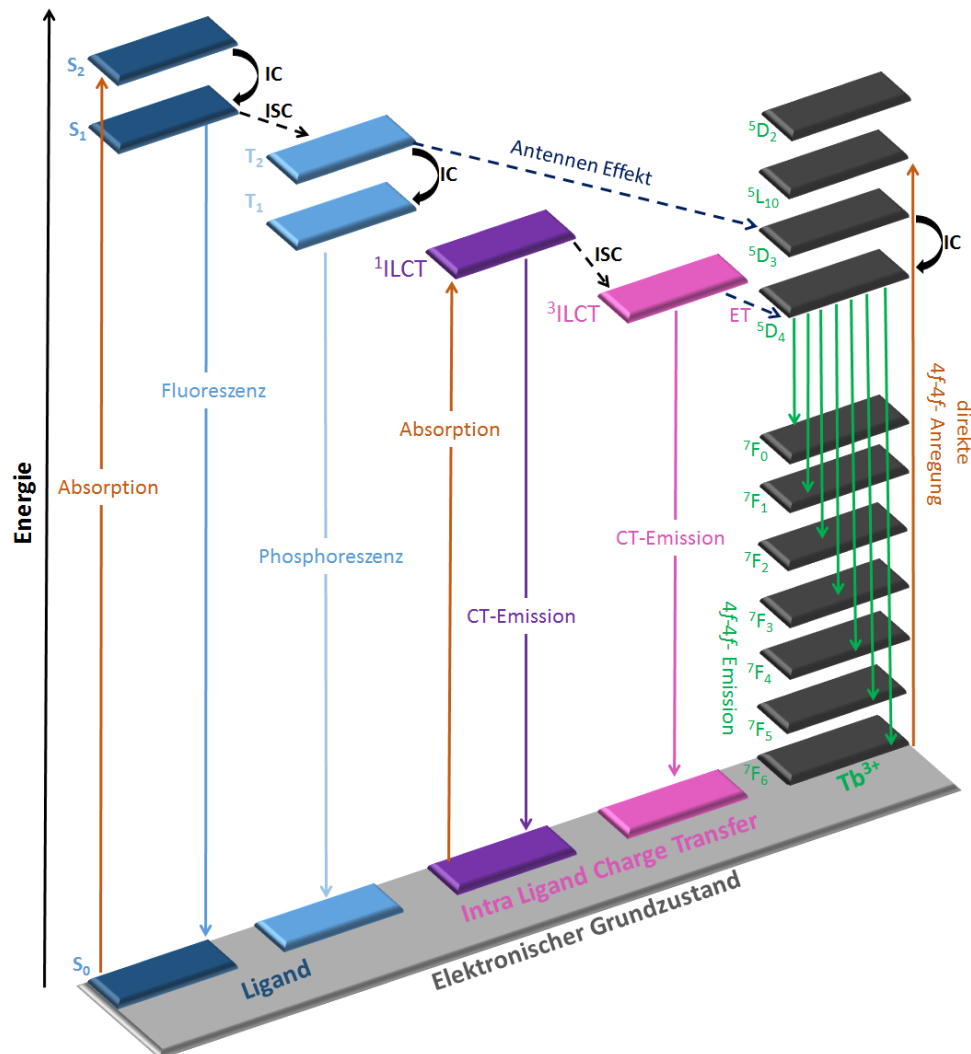 Energie
S₂
S₁
IC
ISC
T₂
T₁
IC
Antennen Effekt
¹ILCT
ISC
³ILCT
ET
⁵D₂
⁵L₁₀
⁵D₃
⁵D₄
IC
Absorption
Fluoreszenz
Phosphoreszenz
Absorption
CT-Emission
CT-Emission
4f-4f- Emission
direkte
4f-4f- Anregung
⁷F₀
⁷F₁
⁷F₂
⁷F₃
⁷F₄
⁷F₅
⁷F₆
Tb³⁺
S₀
Ligand
Intra Ligand Charge Transfer
Elektronischer Grundzustand